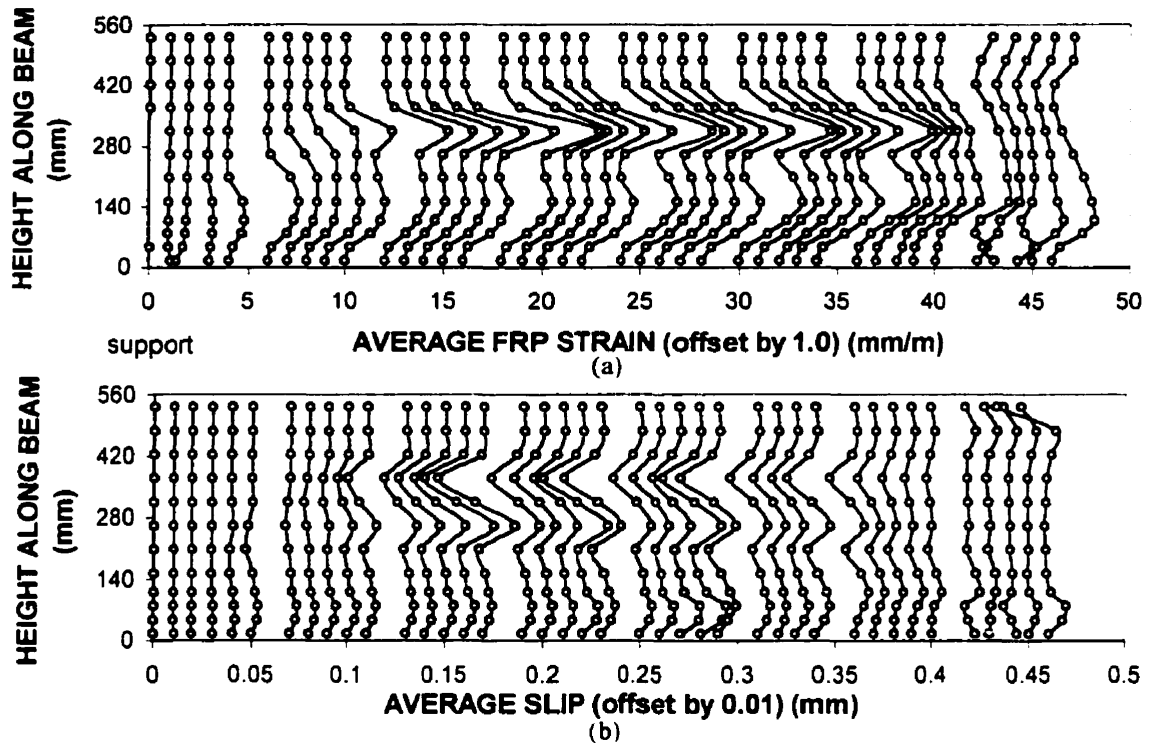 HEIGHT ALONG BEAM
(mm)
560
420
280
140
0
0 5 10 15 20 25 30 35 40 45 50
support
AVERAGE FRP STRAIN (offset by 1.0) (mm/m)
(a)
HEIGHT ALONG BEAM
(mm)
560
420
280
140
0
0 0.05 0.1 0.15 0.2 0.25 0.3 0.35 0.4 0.45 0.5
AVERAGE SLIP (offset by 0.01) (mm)
(b)